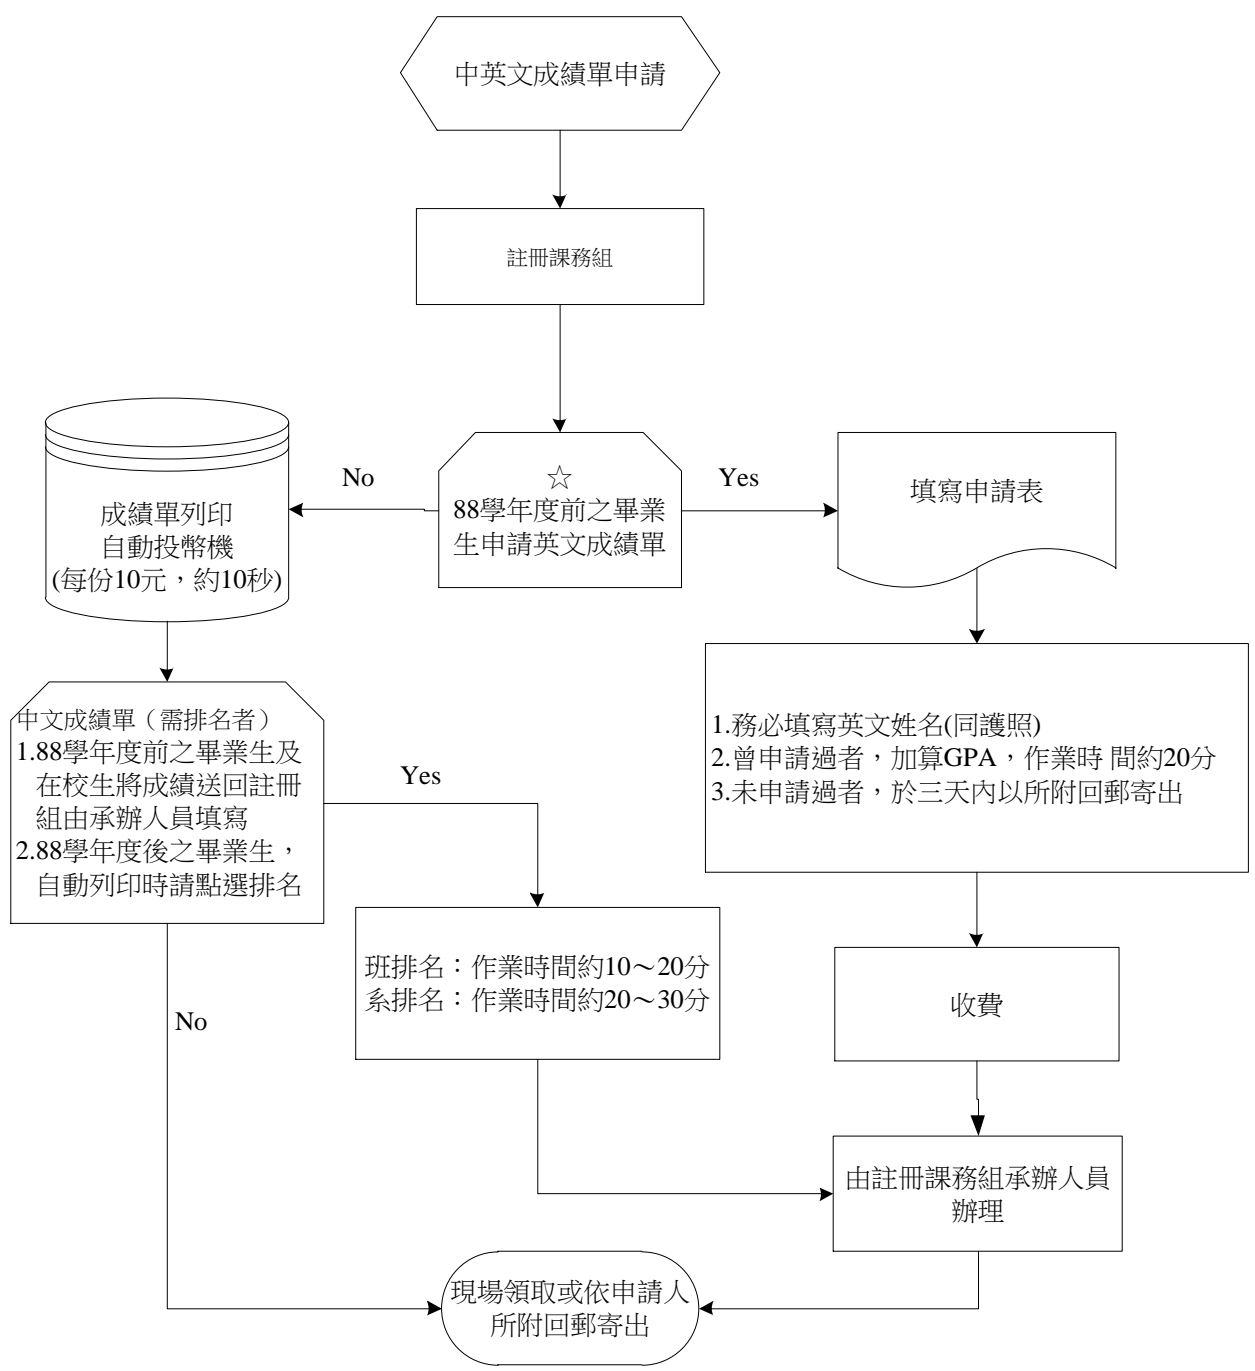 中英文成績單申請
註冊課務組
No
☆
88學年度前之畢業
生申請英文成績單
Yes
填寫申請表
成績單列印
自動投幣機
(每份10元，約10秒)
1.務必填寫英文姓名(同護照)
2.曾申請過者，加算GPA，作業時 間約20分
3.未申請過者，於三天內以所附回郵寄出
中文成績單（需排名者）
1.88學年度前之畢業生及
在校生將成績送回註冊
組由承辦人員填寫
2.88學年度後之畢業生，
自動列印時請點選排名
Yes
班排名：作業時間約10～20分
系排名：作業時間約20～30分
收費
No
由註冊課務組承辦人員
辦理
現場領取或依申請人
所附回郵寄出